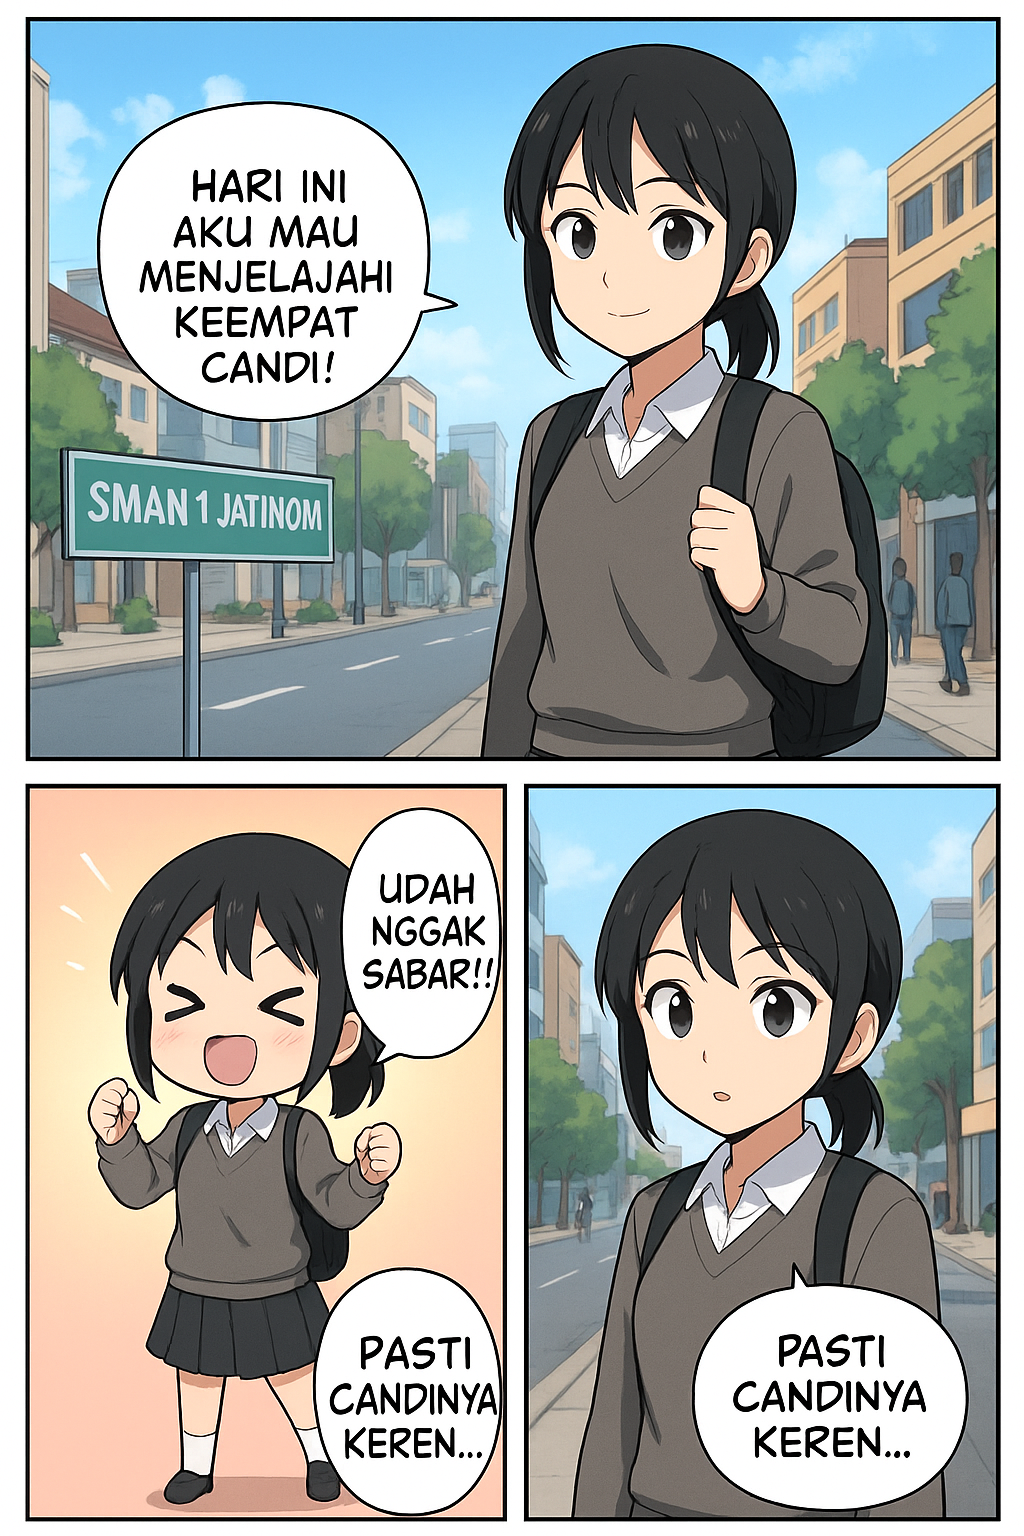 HARI INI
AKU MAU
MENJELAJAHI
KEEMPAT
CANDI!
SMAN 1 JATINOM
UDAH
NGGAK
SABAR!!
PASTI
CANDINYA
KEREN...
PASTI
CANDINYA
KEREN...